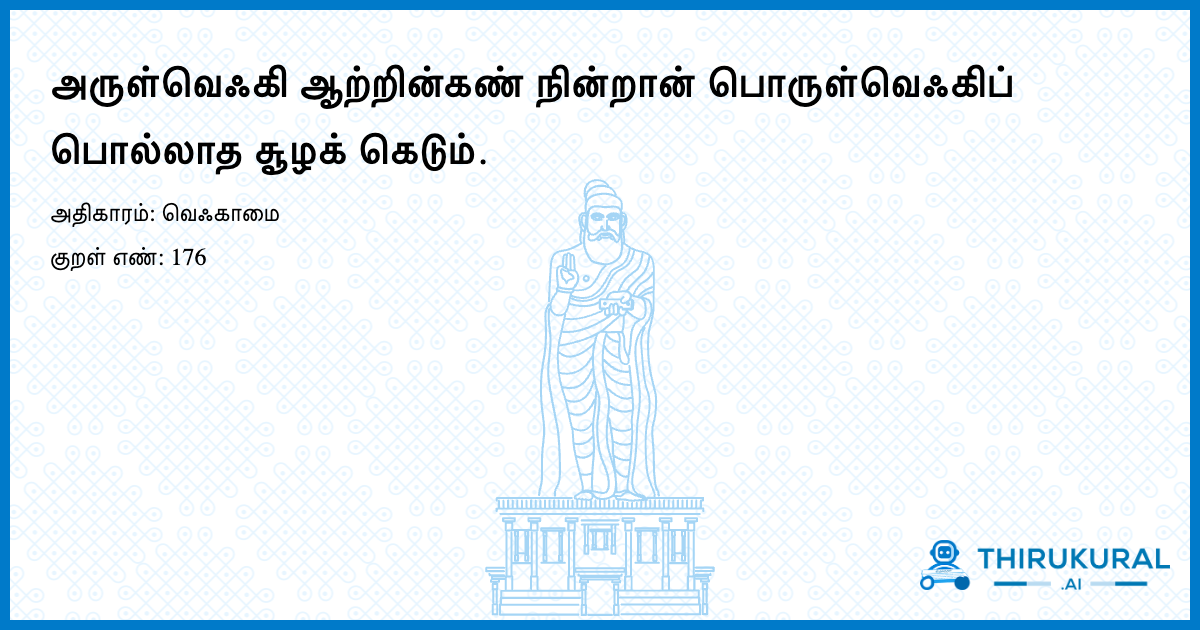 அருள்வெஃகி ஆற்றின்கண் நின்றான் பொருள்வெஃகிப்
பொல்லாத சூழக் கெடும்.
அதிகாரம்: வெஃகாமை
குறள் எண்: 176
THIRUKURAL
.AI